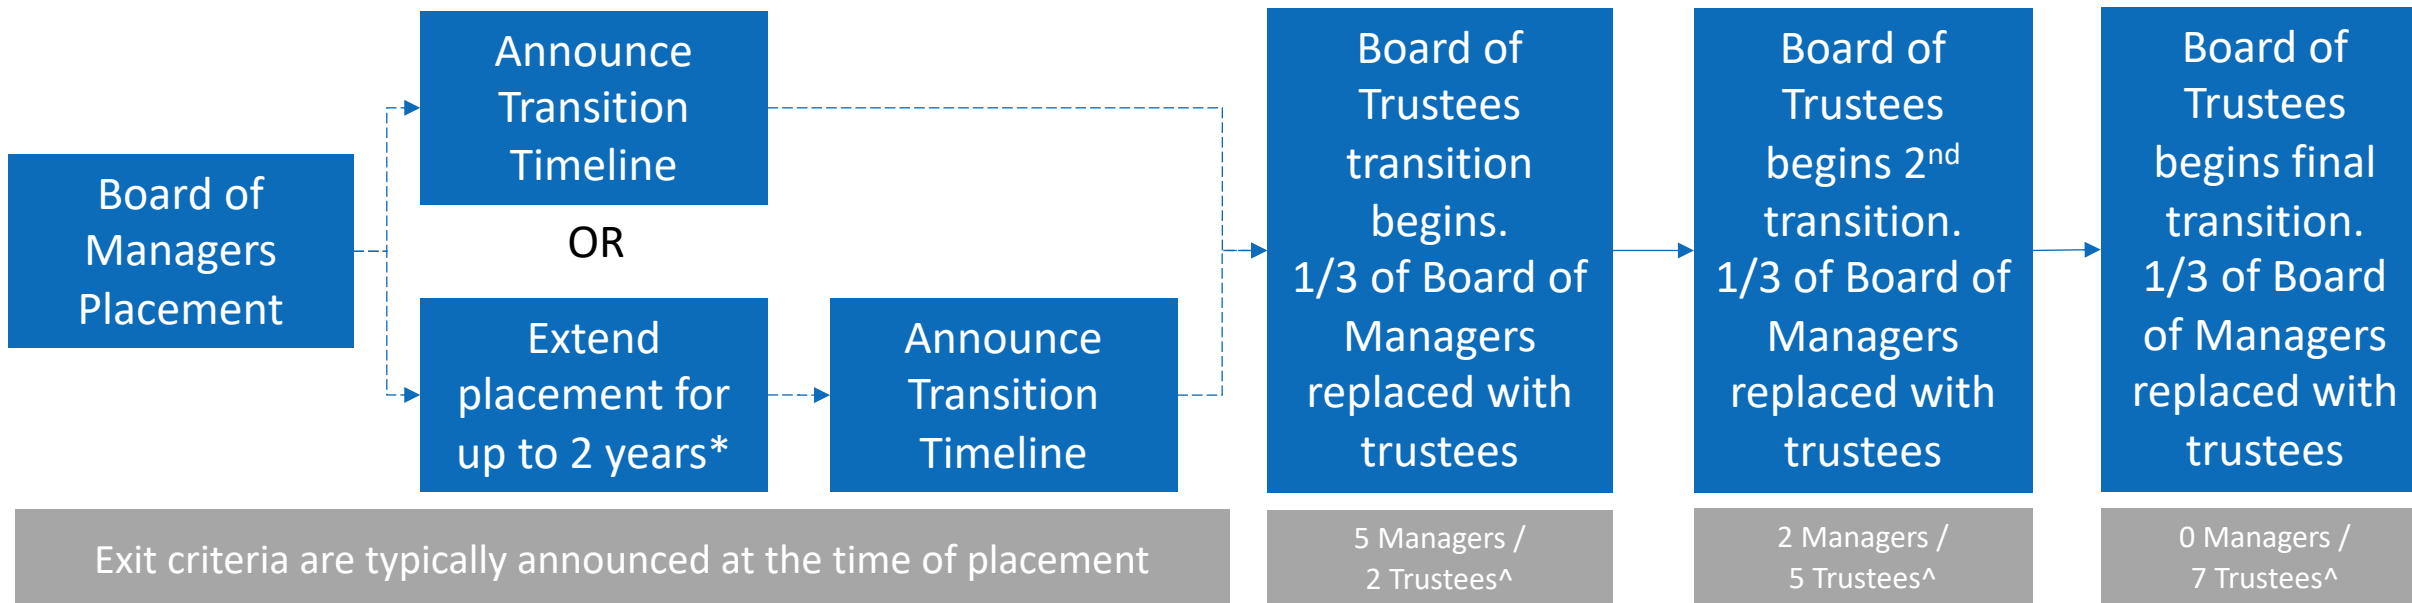 Board of
Managers
Placement
Announce
Transition
Timeline
OR
Extend
placement for
up to 2 years*
Announce
Transition
Timeline
Board of
Trustees
transition
begins.
1/3 of Board of
Managers
replaced with
trustees
Board of
Trustees
begins 2nd
transition.
1/3 of Board of
Managers
replaced with
trustees
Board of
Trustees
begins final
transition.
1/3 of Board
of Managers
replaced with
trustees
Exit criteria are typically announced at the time of placement
5 Managers /
2 Trustees^
2 Managers /
5 Trustees^
0 Managers /
7 Trustees^